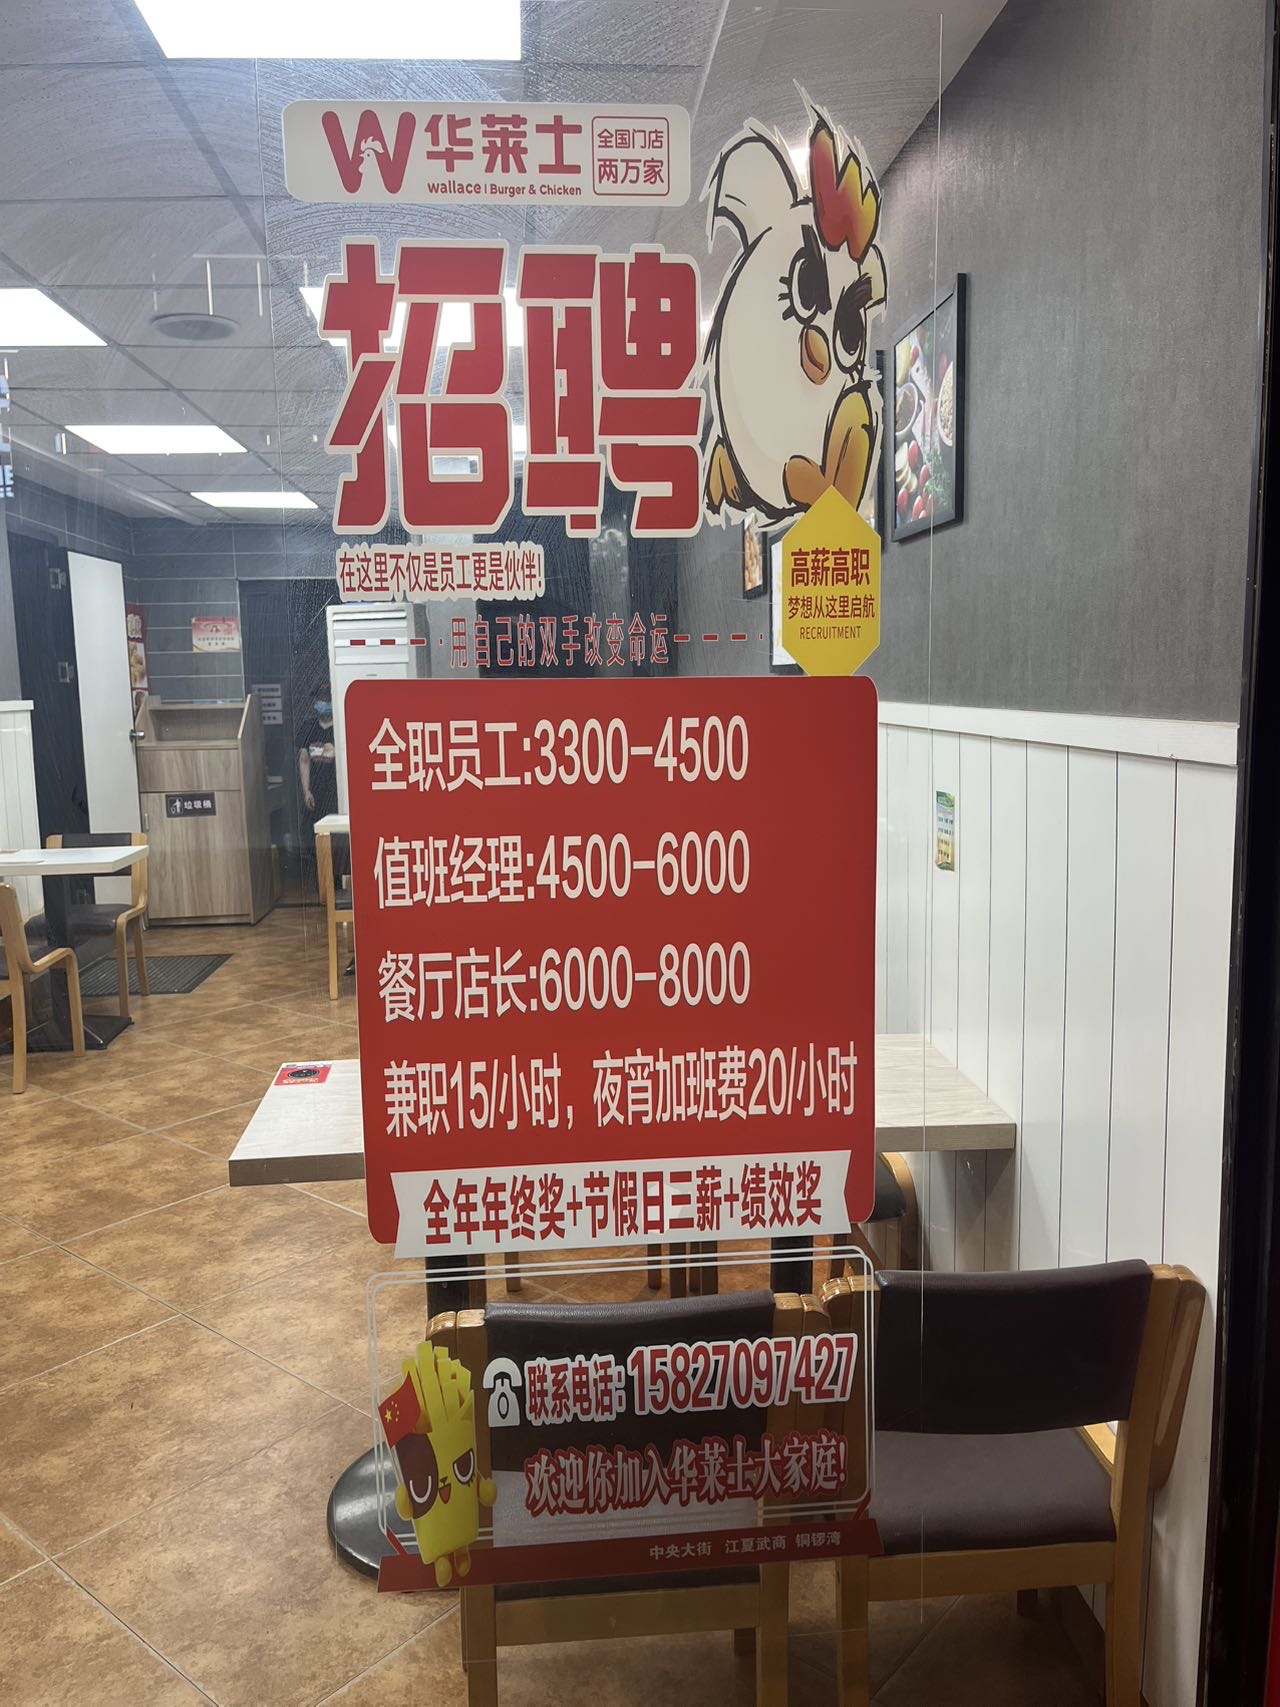 华莱士
wallace | Burger & Chicken
全国门店
两万家
招聘
在这里不仅是员工更是伙伴!
用自己的双手改变命运
高薪高职
梦想从这里启航
RECRUITMENT
全职员工:3300-4500
值班经理:4500-6000
餐厅店长:6000-8000
兼职15/小时，夜宵加班费20/小时
全年年终奖+节假日三薪+绩效奖
联系电话:15827097427
欢迎你加入华莱士大家庭!
中央大街 江夏武商 铜锣湾
垃圾桶